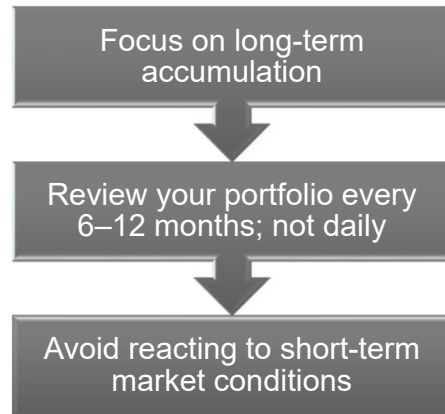 Focus on long-term
accumulation
Review your portfolio every
6–12 months; not daily
Avoid reacting to short-term
market conditions